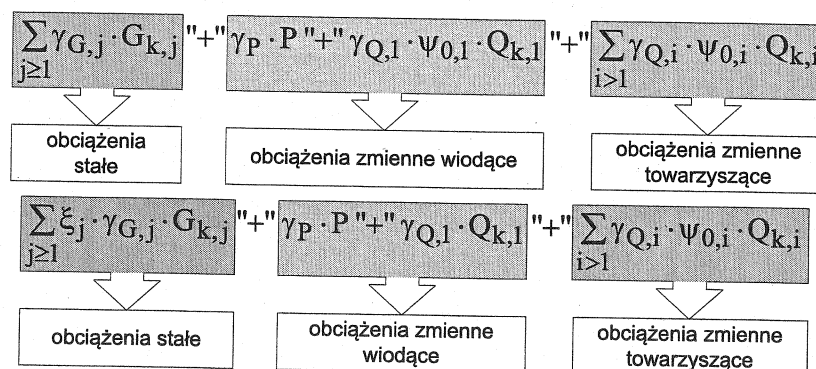 ∑ γG,j · Gk,j "+" γP · P "+" γQ,1 · ψ0,1 · Qk,1 "+" ∑ γQ,i · ψ0,i · Qk,i
j≥1 i>1
obciążenia
stałe
obciążenia zmienne wiodące
obciążenia zmienne
towarzyszące
∑ ξj · γG,j · Gk,j "+" γP · P "+" γQ,1 · Qk,1 "+" ∑ γQ,i · ψ0,i · Qk,i
j≥1 i>1
obciążenia stałe
obciążenia zmienne
wiodące
obciążenia zmienne
towarzyszące